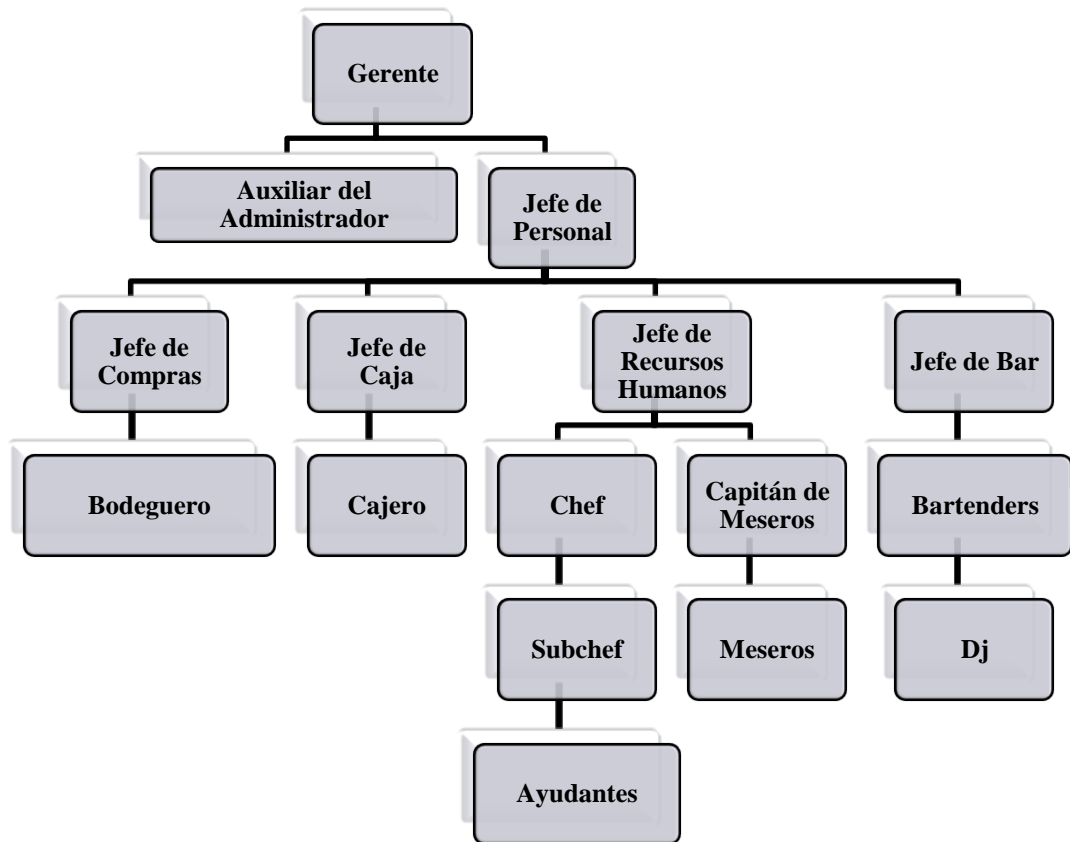 Gerente
Auxiliar del
Administrador
Jefe de
Personal
Jefe de
Compras
Jefe de
Caja
Jefe de
Recursos
Humanos
Jefe de Bar
Bodeguero
Cajero
Chef
Capitán de
Meseros
Bartenders
Subchef
Meseros
Dj
Ayudantes